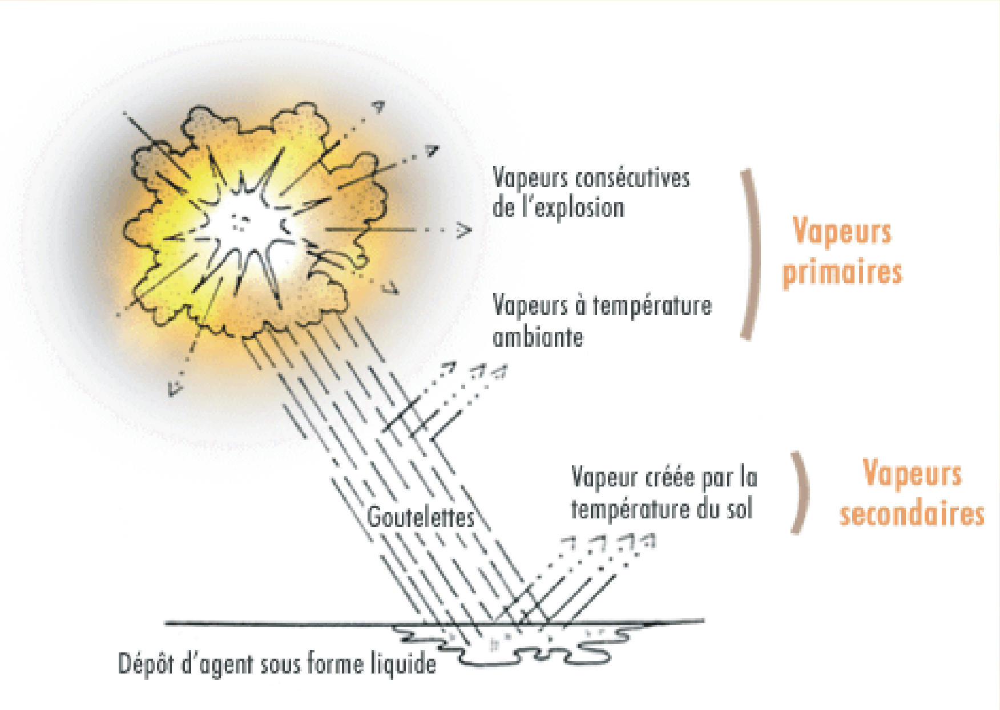 Vapeurs consécutives
de l'explosion
Vapeurs
primaires
Vapeurs à température
ambiante
Vapeur créée par la
température du sol
Vapeurs
secondaires
Goutelettes
Dépôt d'agent sous forme liquide